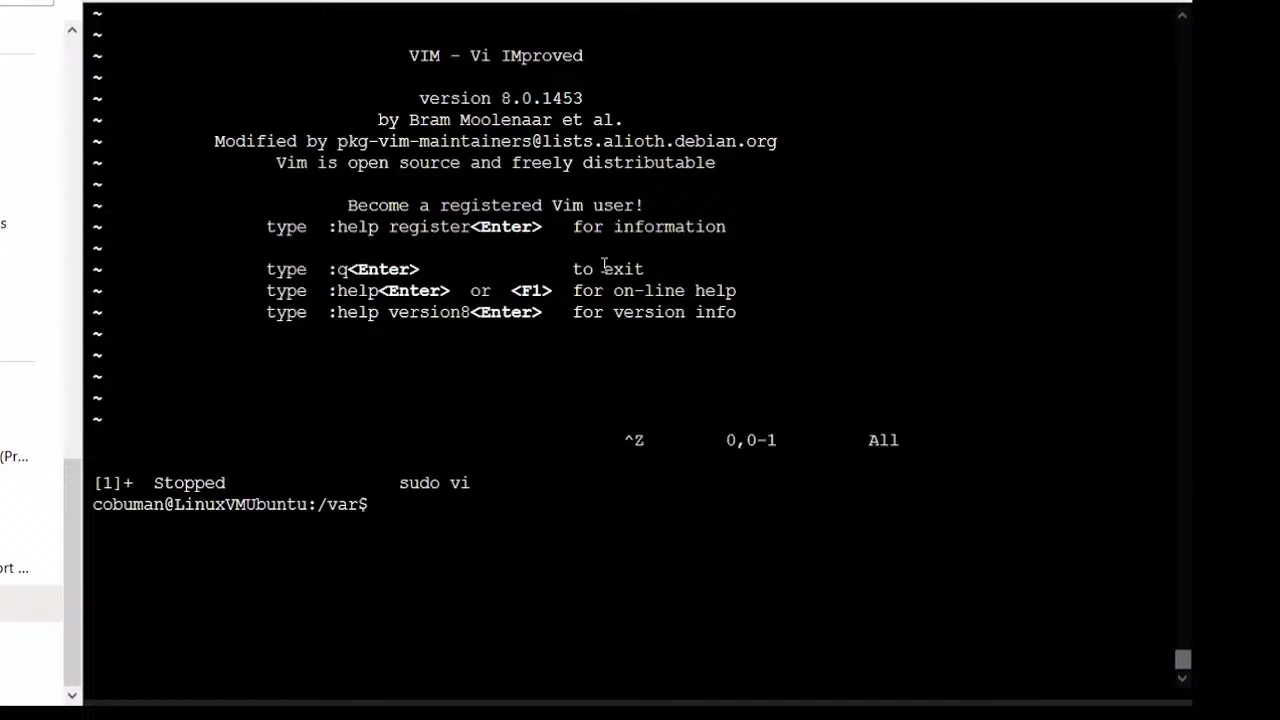 ~
~
~ VIM - Vi IMproved
~
~ version 8.0.1453
~ by Bram Moolenaar et al.
~ Modified by pkg-vim-maintainers@lists.alioth.debian.org
~ Vim is open source and freely distributable
~
~ Become a registered Vim user!
~ type :help register<Enter> for information
~
~ type :q<Enter> to exit
~ type :help<Enter> or <F1> for on-line help
~ type :help version8<Enter> for version info
~
~
~
~
~
^Z 0,0-1 All
[1]+ Stopped sudo vi
cobuman@LinuxVMUbuntu:/var$
s
(Pr...
ort ...